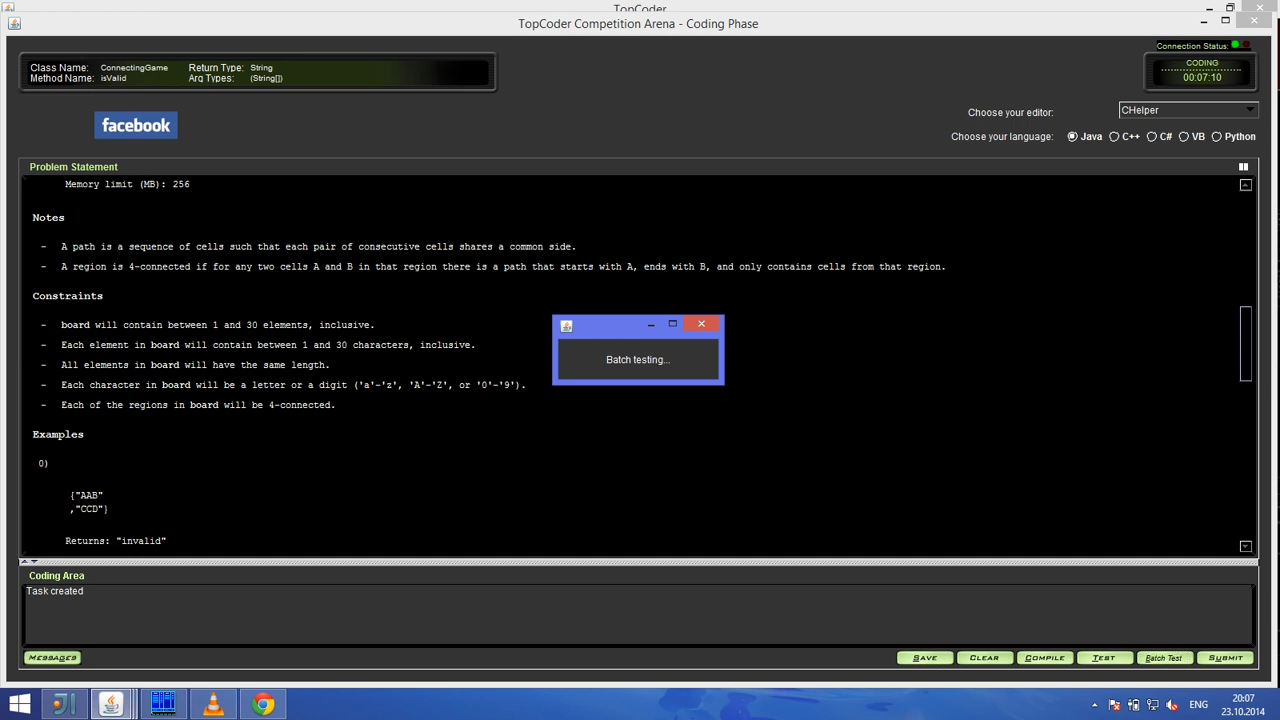 TopCoder
TopCoder Competition Arena - Coding Phase
Connection Status:
Class Name: ConnectingGame Return Type: String
Method Name: isValid Arg Types: (String[])
CODING
00:07:10
facebook
Choose your editor: CHelper
Choose your language: Java C++ C# VB Python
Problem Statement
Memory limit (MB): 256
Notes
- A path is a sequence of cells such that each pair of consecutive cells shares a common side.
- A region is 4-connected if for any two cells A and B in that region there is a path that starts with A, ends with B, and only contains cells from that region.
Constraints
- board will contain between 1 and 30 elements, inclusive.
- Each element in board will contain between 1 and 30 characters, inclusive.
- All elements in board will have the same length.
- Each character in board will be a letter or a digit ('a'-'z', 'A'-'Z', or '0'-'9').
- Each of the regions in board will be 4-connected.
Batch testing...
Examples
0)
{"AAB"
,"CCD"}
Returns: "invalid"
Coding Area
Task created
MESSAGES SAVE CLEAR COMPILE TEST Batch Test SUBMIT
ENG
20:07
23.10.2014